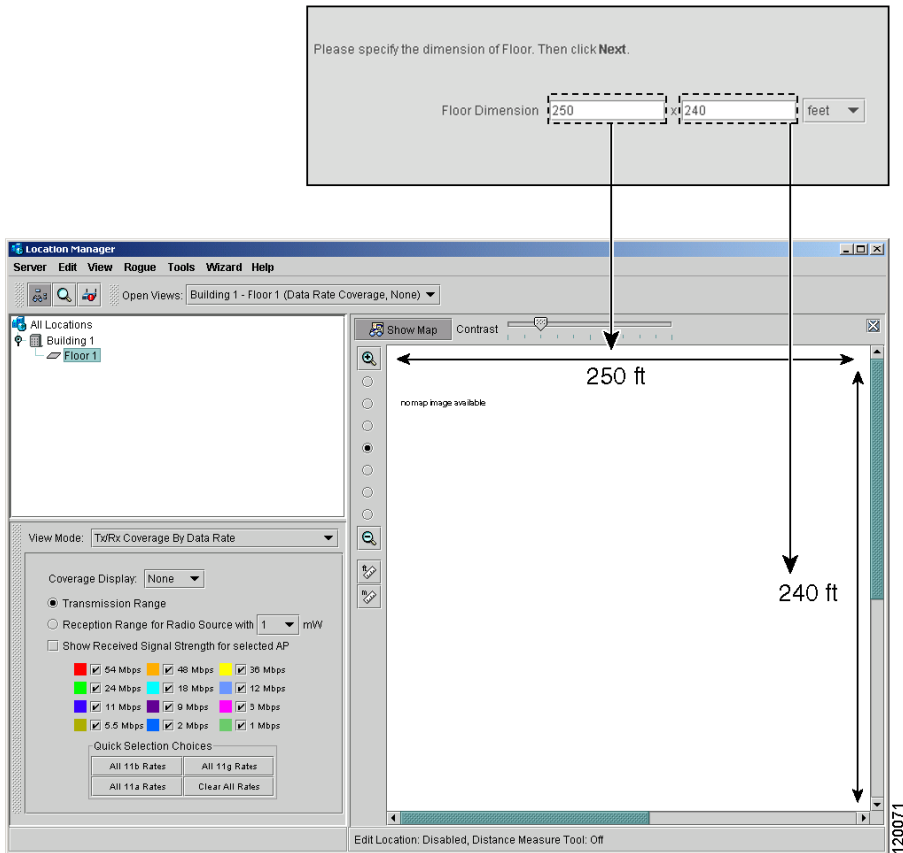 Please specify the dimension of Floor. Then click Next.
Floor Dimension 250 x 240 feet
Location Manager
Server Edit View Rogue Tools Wizard Help
Open Views: Building 1 - Floor 1 (Data Rate Coverage, None)
All Locations
Building 1
Floor 1
Show Map Contrast
250 ft
no map image available
ft
m
240 ft
View Mode: Tx/Rx Coverage By Data Rate
Coverage Display: None
Transmission Range
Reception Range for Radio Source with 1 mW
Show Received Signal Strength for selected AP
54 Mbps 48 Mbps 36 Mbps
24 Mbps 18 Mbps 12 Mbps
11 Mbps 9 Mbps 3 Mbps
5.5 Mbps 2 Mbps 1 Mbps
Quick Selection Choices
All 11b Rates All 11g Rates
All 11a Rates Clear All Rates
Edit Location: Disabled, Distance Measure Tool: Off
120071